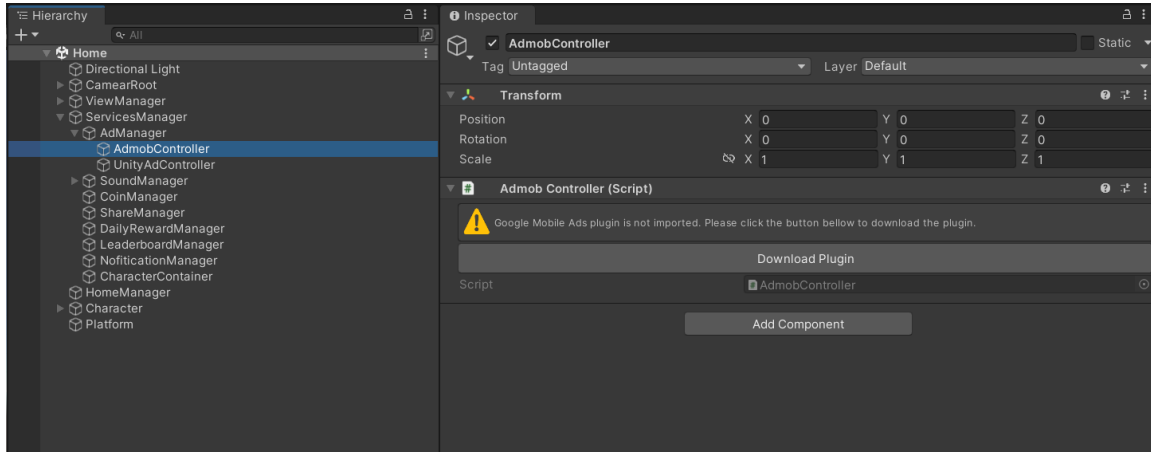 Hierarchy
All
Home
Directional Light
CamearRoot
ViewManager
ServicesManager
AdManager
AdmobController
UnityAdController
SoundManager
CoinManager
ShareManager
DailyRewardManager
LeaderboardManager
NofiticationManager
CharacterContainer
HomeManager
Character
Platform
Inspector
AdmobController Static
Tag Untagged Layer Default
Transform
Position X 0 Y 0 Z 0
Rotation X 0 Y 0 Z 0
Scale X 1 Y 1 Z 1
# Admob Controller (Script)
Google Mobile Ads plugin is not imported. Please click the button bellow to download the plugin.
Download Plugin
Script # AdmobController
Add Component